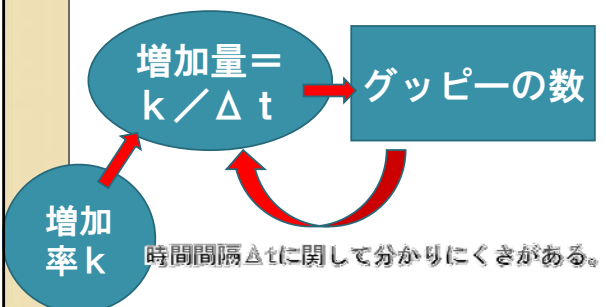 増加量＝
ｋ／Δｔ
グッピーの数
増加
率ｋ
時間間隔Δtに関して分かりにくさがある。